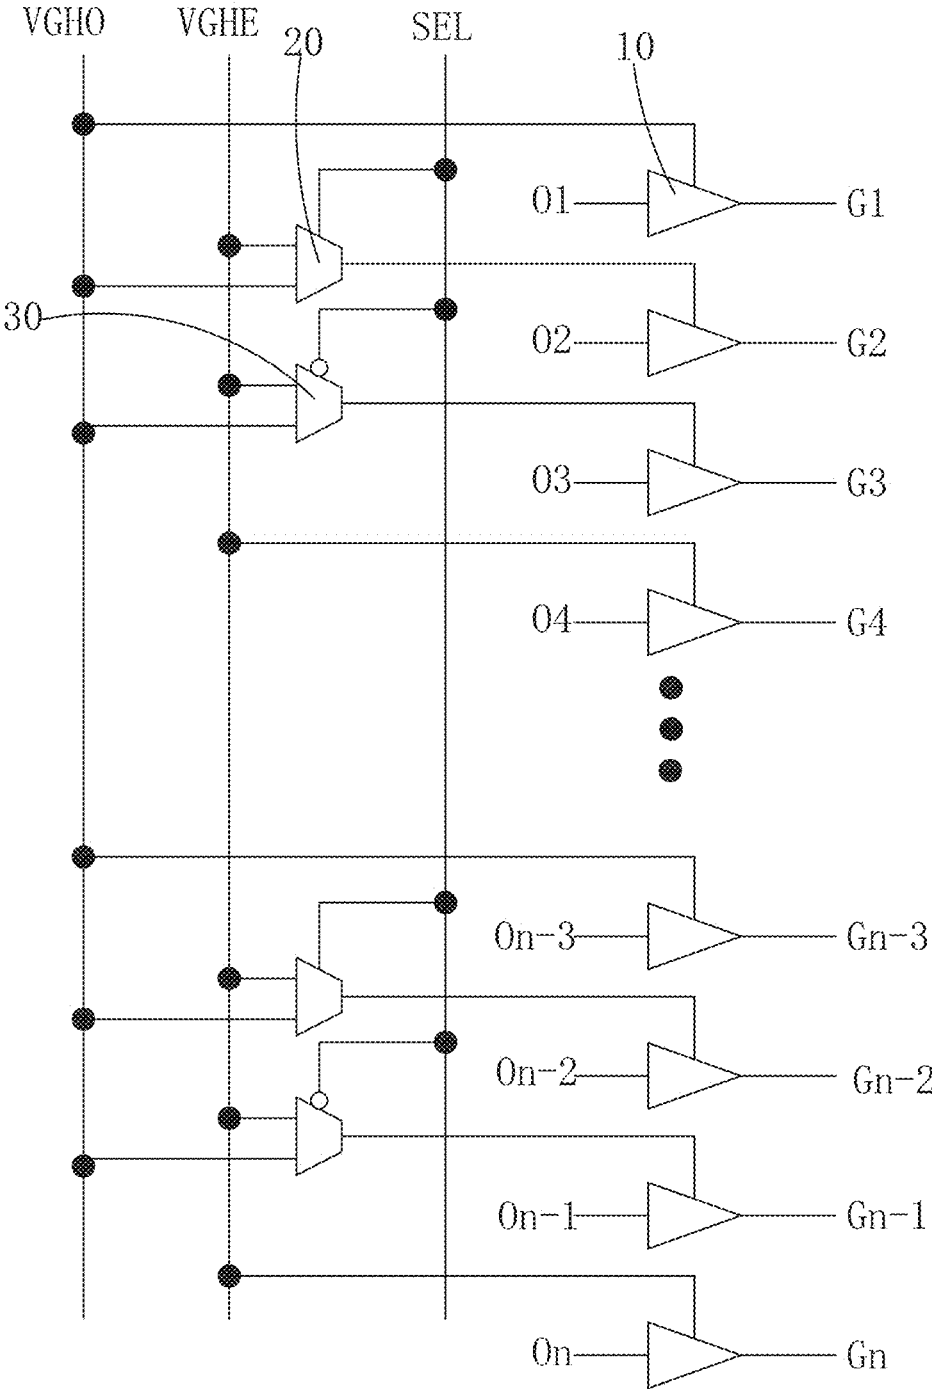 VGHO VGHE 20 SEL 10
O1 G1
30 O2 G2
O3 G3
O4 G4
On-3 Gn-3
On-2 Gn-2
On-1 Gn-1
On Gn